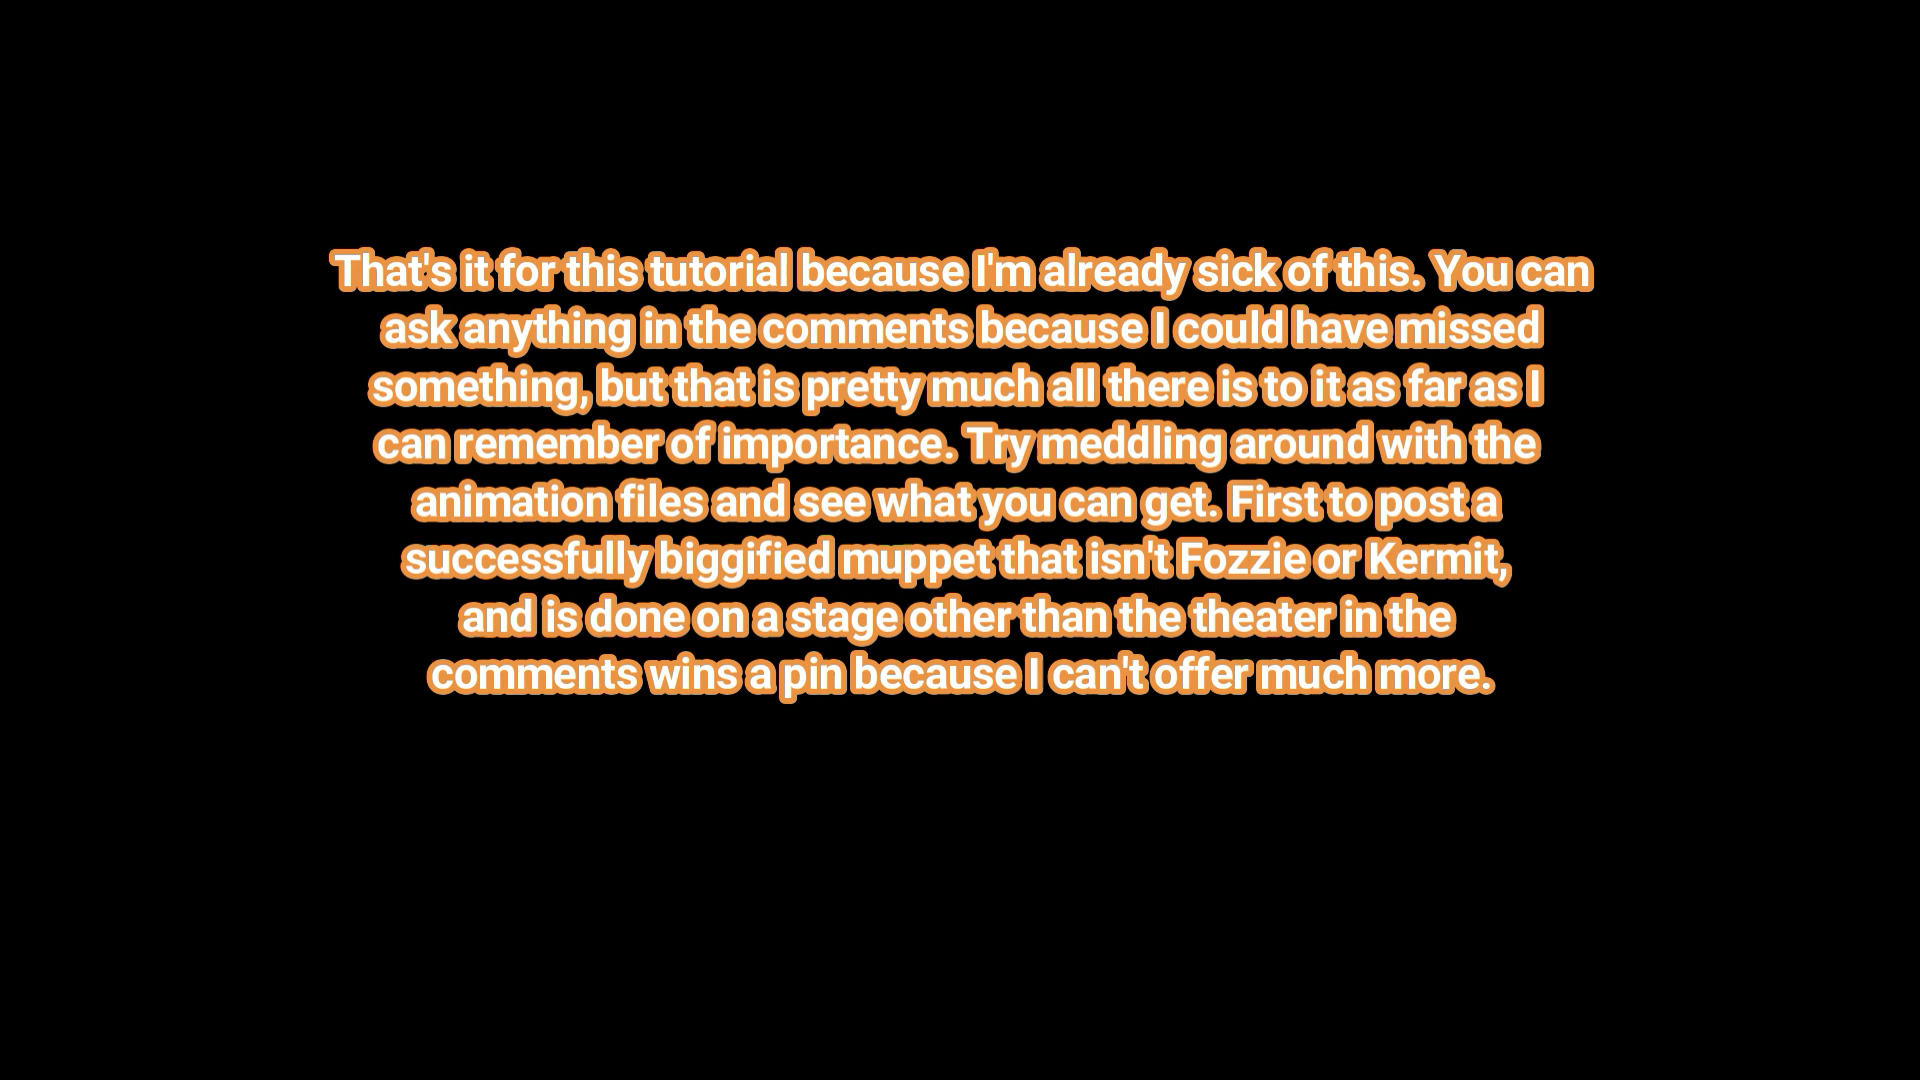 That's it for this tutorial because I'm already sick of this. You can
ask anything in the comments because I could have missed
something, but that is pretty much all there is to it as far as I
can remember of importance. Try meddling around with the
animation files and see what you can get. First to post a
successfully biggified muppet that isn't Fozzie or Kermit,
and is done on a stage other than the theater in the
comments wins a pin because I can't offer much more.